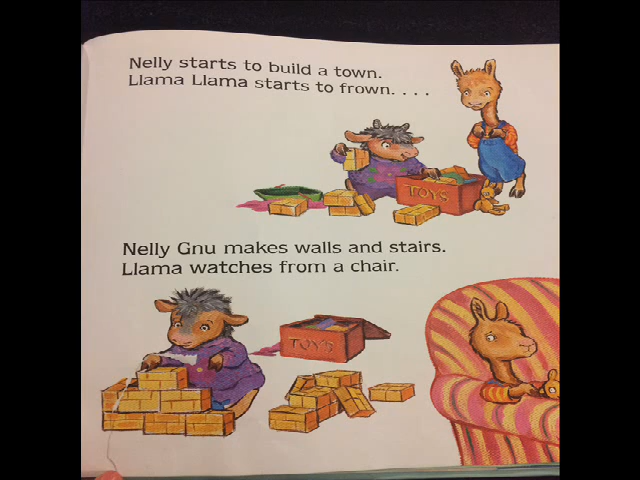 Nelly starts to build a town.
Llama Llama starts to frown. . . .
TOYS
Nelly Gnu makes walls and stairs.
Llama watches from a chair.
TOYS